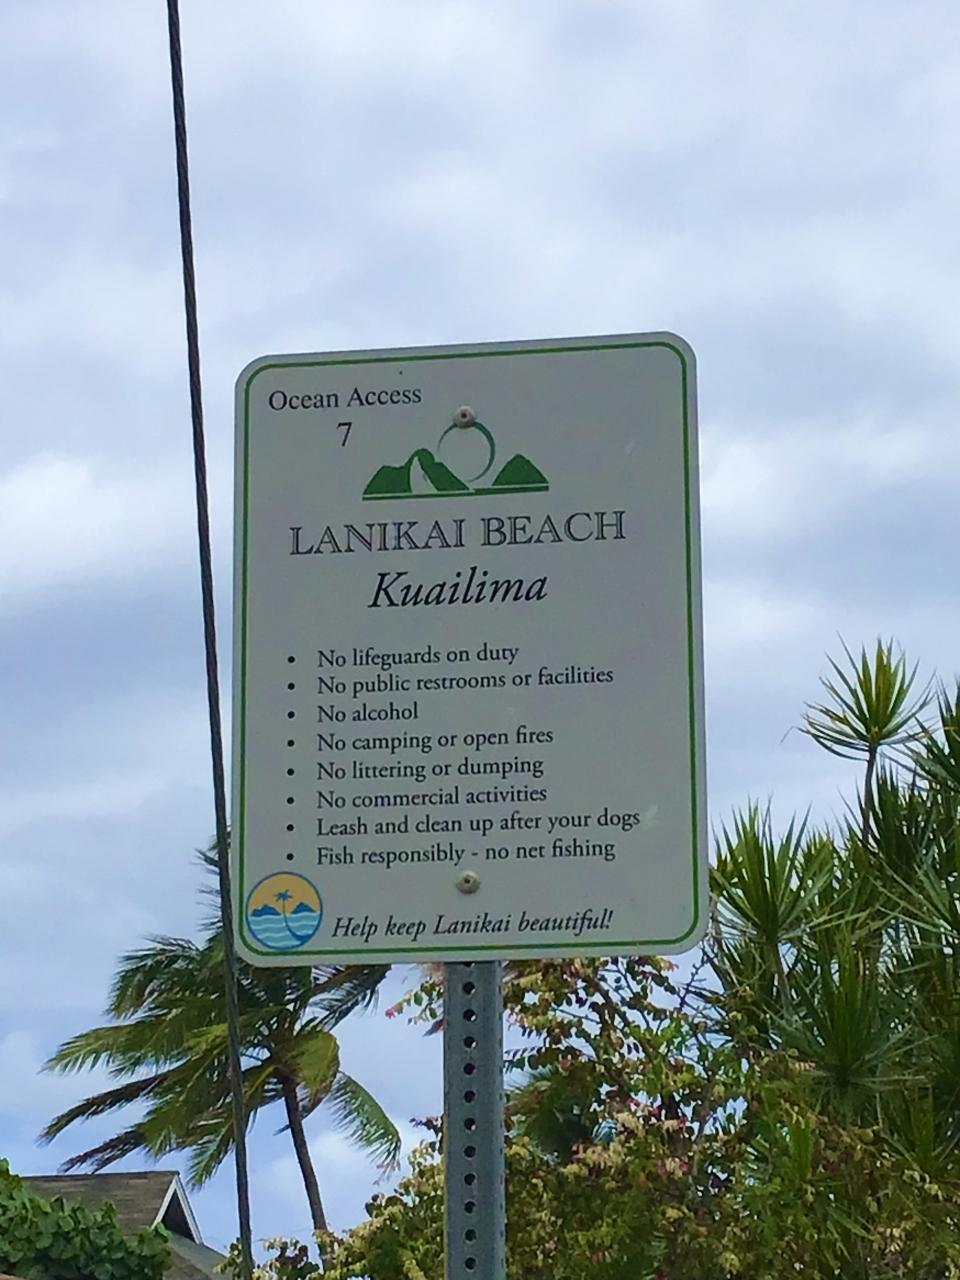 Ocean Access
7
LANIKAI BEACH
Kuailima
• No lifeguards on duty
• No public restrooms or facilities
• No alcohol
• No camping or open fires
• No littering or dumping
• No commercial activities
• Leash and clean up after your dogs
• Fish responsibly - no net fishing
Help keep Lanikai beautiful!